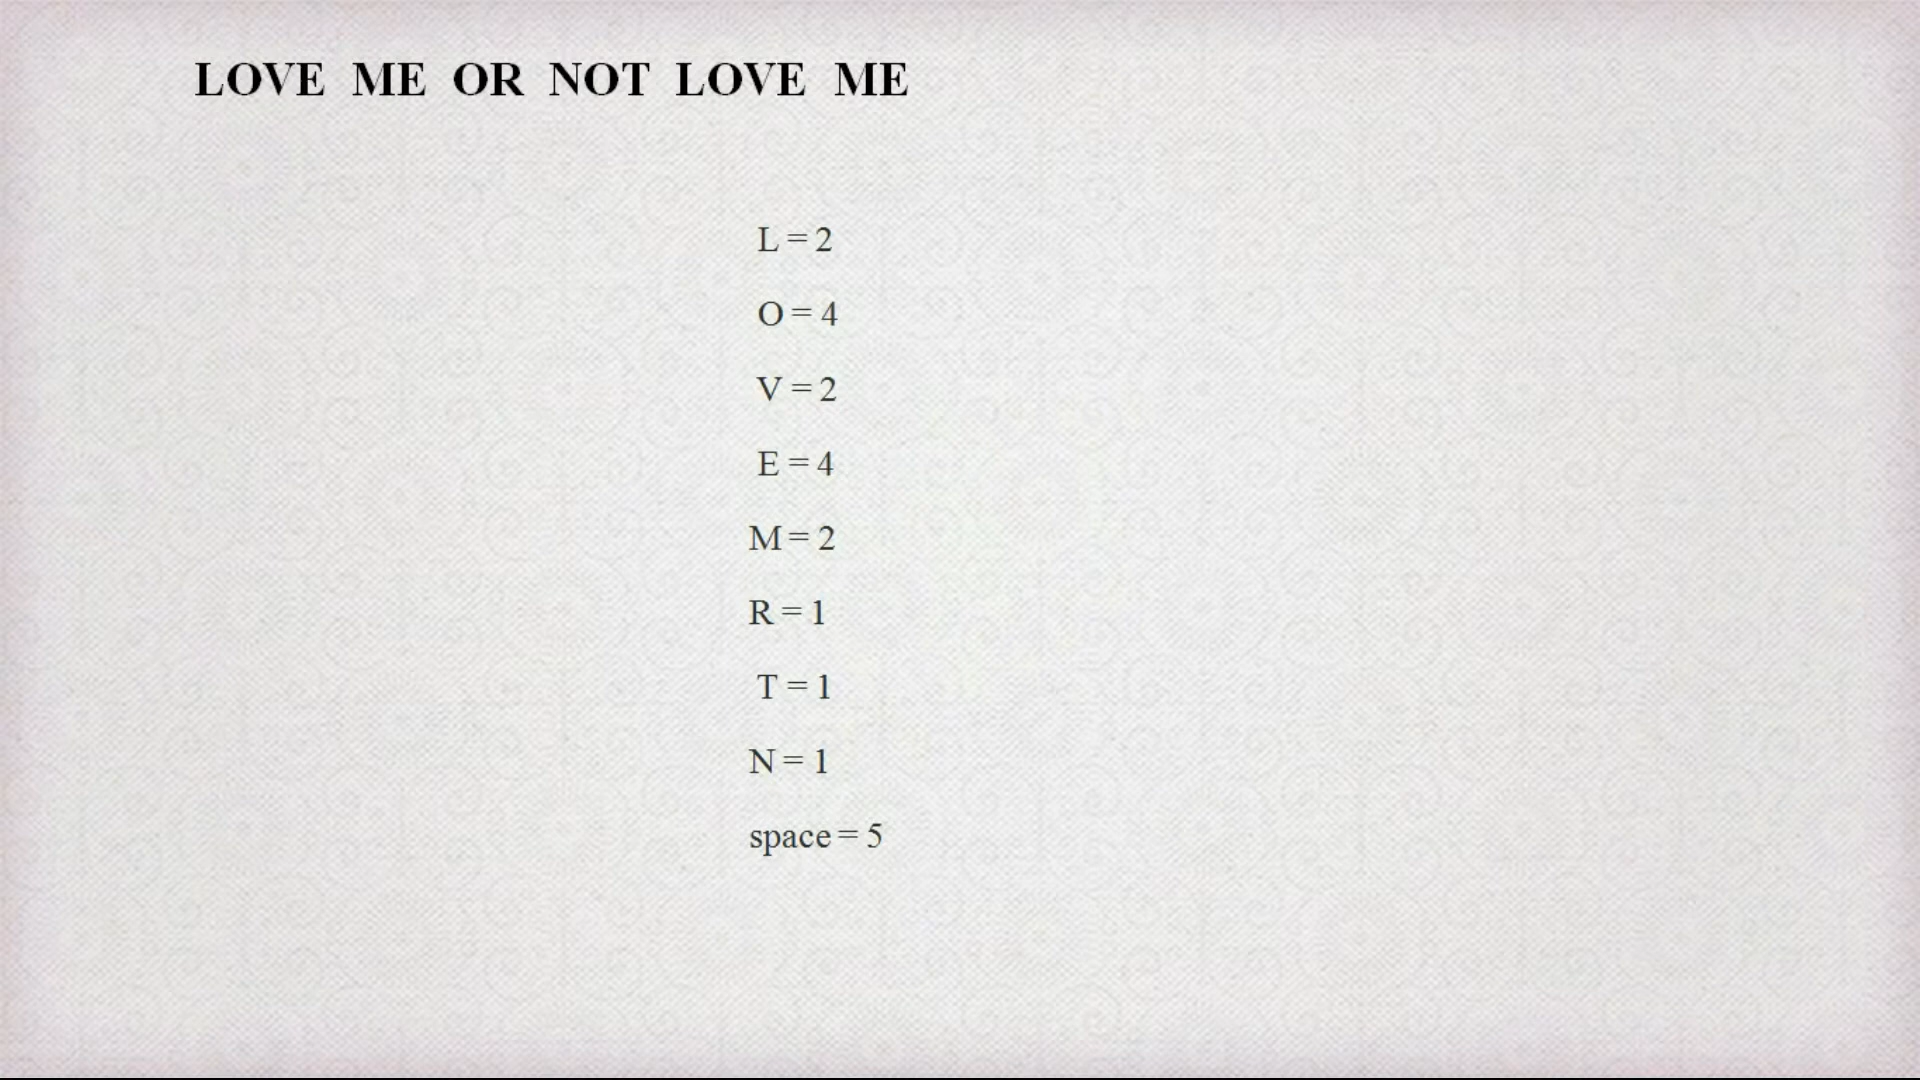 LOVE ME OR NOT LOVE ME
L = 2
O = 4
V = 2
E = 4
M = 2
R = 1
T = 1
N = 1
space = 5